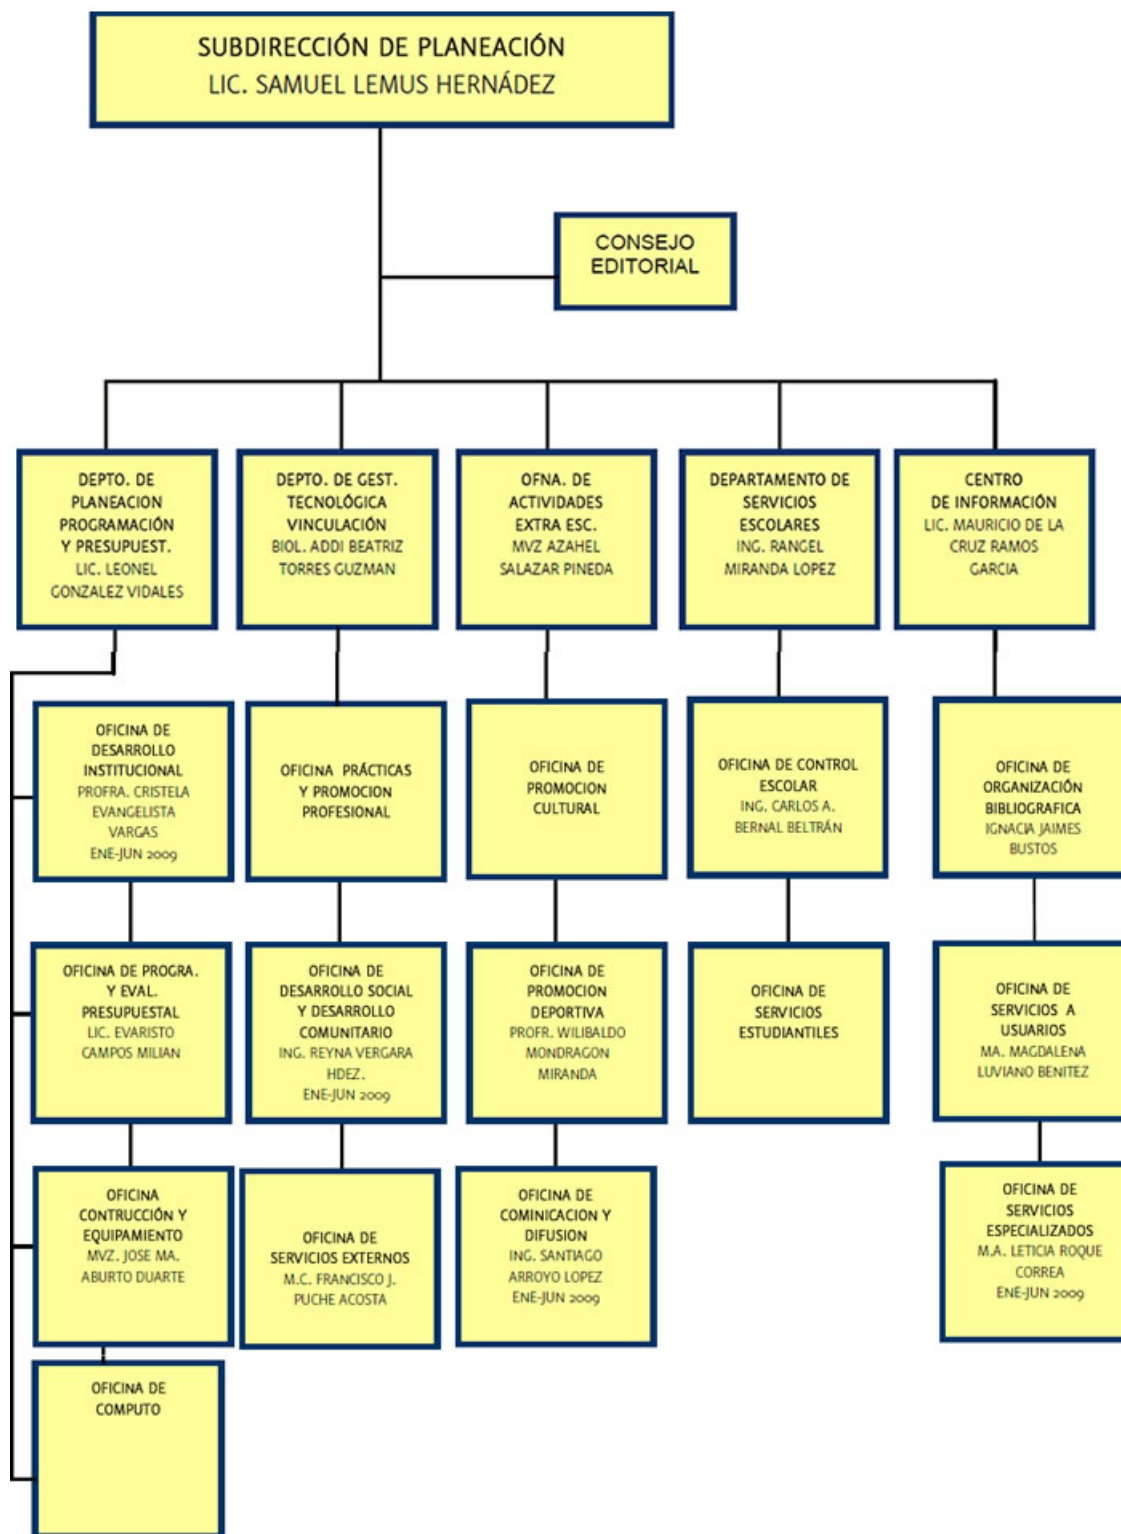 SUBDIRECCIÓN DE PLANEACIÓN
LIC. SAMUEL LEMUS HERNÁDEZ
CONSEJO
EDITORIAL
DEPTO. DE
PLANEACION
PROGRAMACIÓN
Y PRESUPUEST.
LIC. LEONEL
GONZALEZ VIDALES
DEPTO. DE GEST.
TECNOLÓGICA
VINCULACIÓN
BIOL. ADDI BEATRIZ
TORRES GUZMAN
OFNA. DE
ACTIVIDADES
EXTRA ESC.
MVZ AZAHEL
SALAZAR PINEDA
DEPARTAMENTO DE
SERVICIOS
ESCOLARES
ING. RANGEL
MIRANDA LOPEZ
CENTRO
DE INFORMACIÓN
LIC. MAURICIO DE LA
CRUZ RAMOS
GARCIA
OFICINA DE
DESARROLLO
INSTITUCIONAL
PROFRA. CRISTELA
EVANGELISTA
VARGAS
ENE-JUN 2009
OFICINA PRÁCTICAS
Y PROMOCION
PROFESIONAL
OFICINA DE
PROMOCION
CULTURAL
OFICINA DE CONTROL
ESCOLAR
ING. CARLOS A.
BERNAL BELTRÁN
OFICINA DE
ORGANIZACIÓN
BIBLIOGRAFICA
IGNACIA JAIMES
BUSTOS
OFICINA DE PROGRA.
Y EVAL.
PRESUPUESTAL
LIC. EVARISTO
CAMPOS MILIAN
OFICINA DE
DESARROLLO SOCIAL
Y DESARROLLO
COMUNITARIO
ING. REYNA VERGARA
HDEZ.
ENE-JUN 2009
OFICINA DE
PROMOCION
DEPORTIVA
PROFR. WILIBALDO
MONDRAGON
MIRANDA
OFICINA DE
SERVICIOS
ESTUDIANTILES
OFICINA DE
SERVICIOS A
USUARIOS
MA. MAGDALENA
LUVIANO BENITEZ
OFICINA
CONTRUCCIÓN Y
EQUIPAMIENTO
MVZ. JOSE MA.
ABURTO DUARTE
OFICINA DE
SERVICIOS EXTERNOS
M.C. FRANCISCO J.
PUCHE ACOSTA
OFICINA DE
COMINICACION Y
DIFUSION
ING. SANTIAGO
ARROYO LOPEZ
ENE-JUN 2009
OFICINA DE
SERVICIOS
ESPECIALIZADOS
M.A. LETICIA ROQUE
CORREA
ENE-JUN 2009
OFICINA DE
COMPUTO